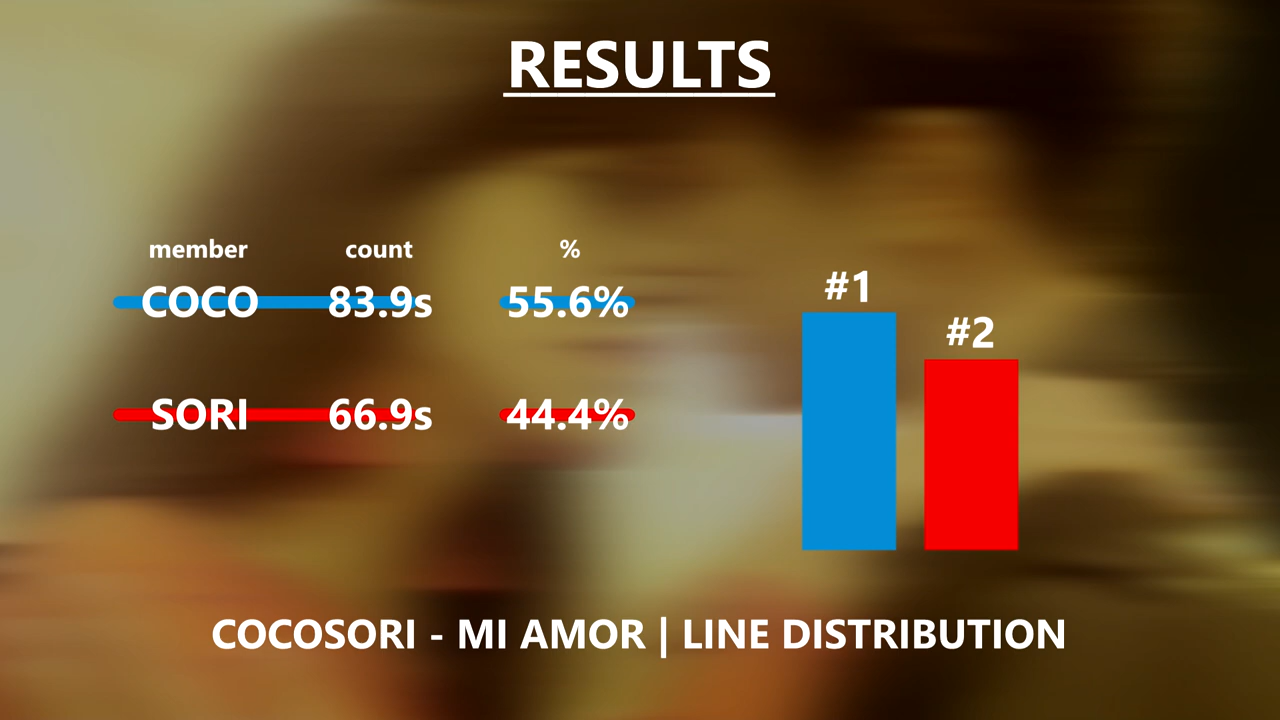 RESULTS
member count %
COCO 83.9s 55.6%
SORI 66.9s 44.4%
#1
#2
COCOSORI - MI AMOR | LINE DISTRIBUTION